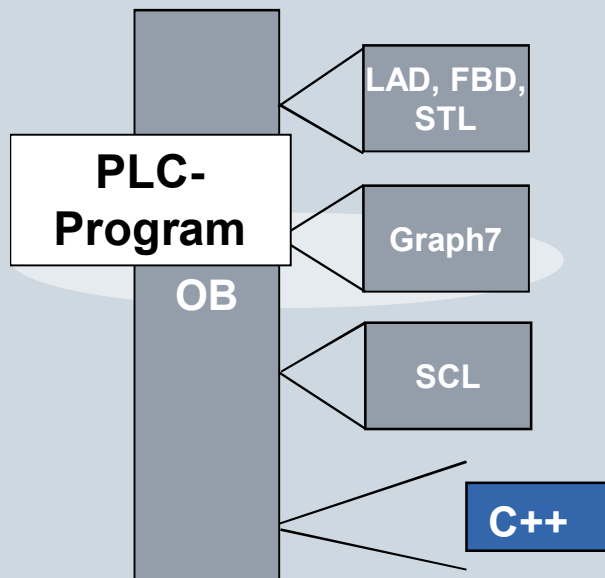 LAD, FBD,
STL
PLC-
Program
OB
Graph7
SCL
C++